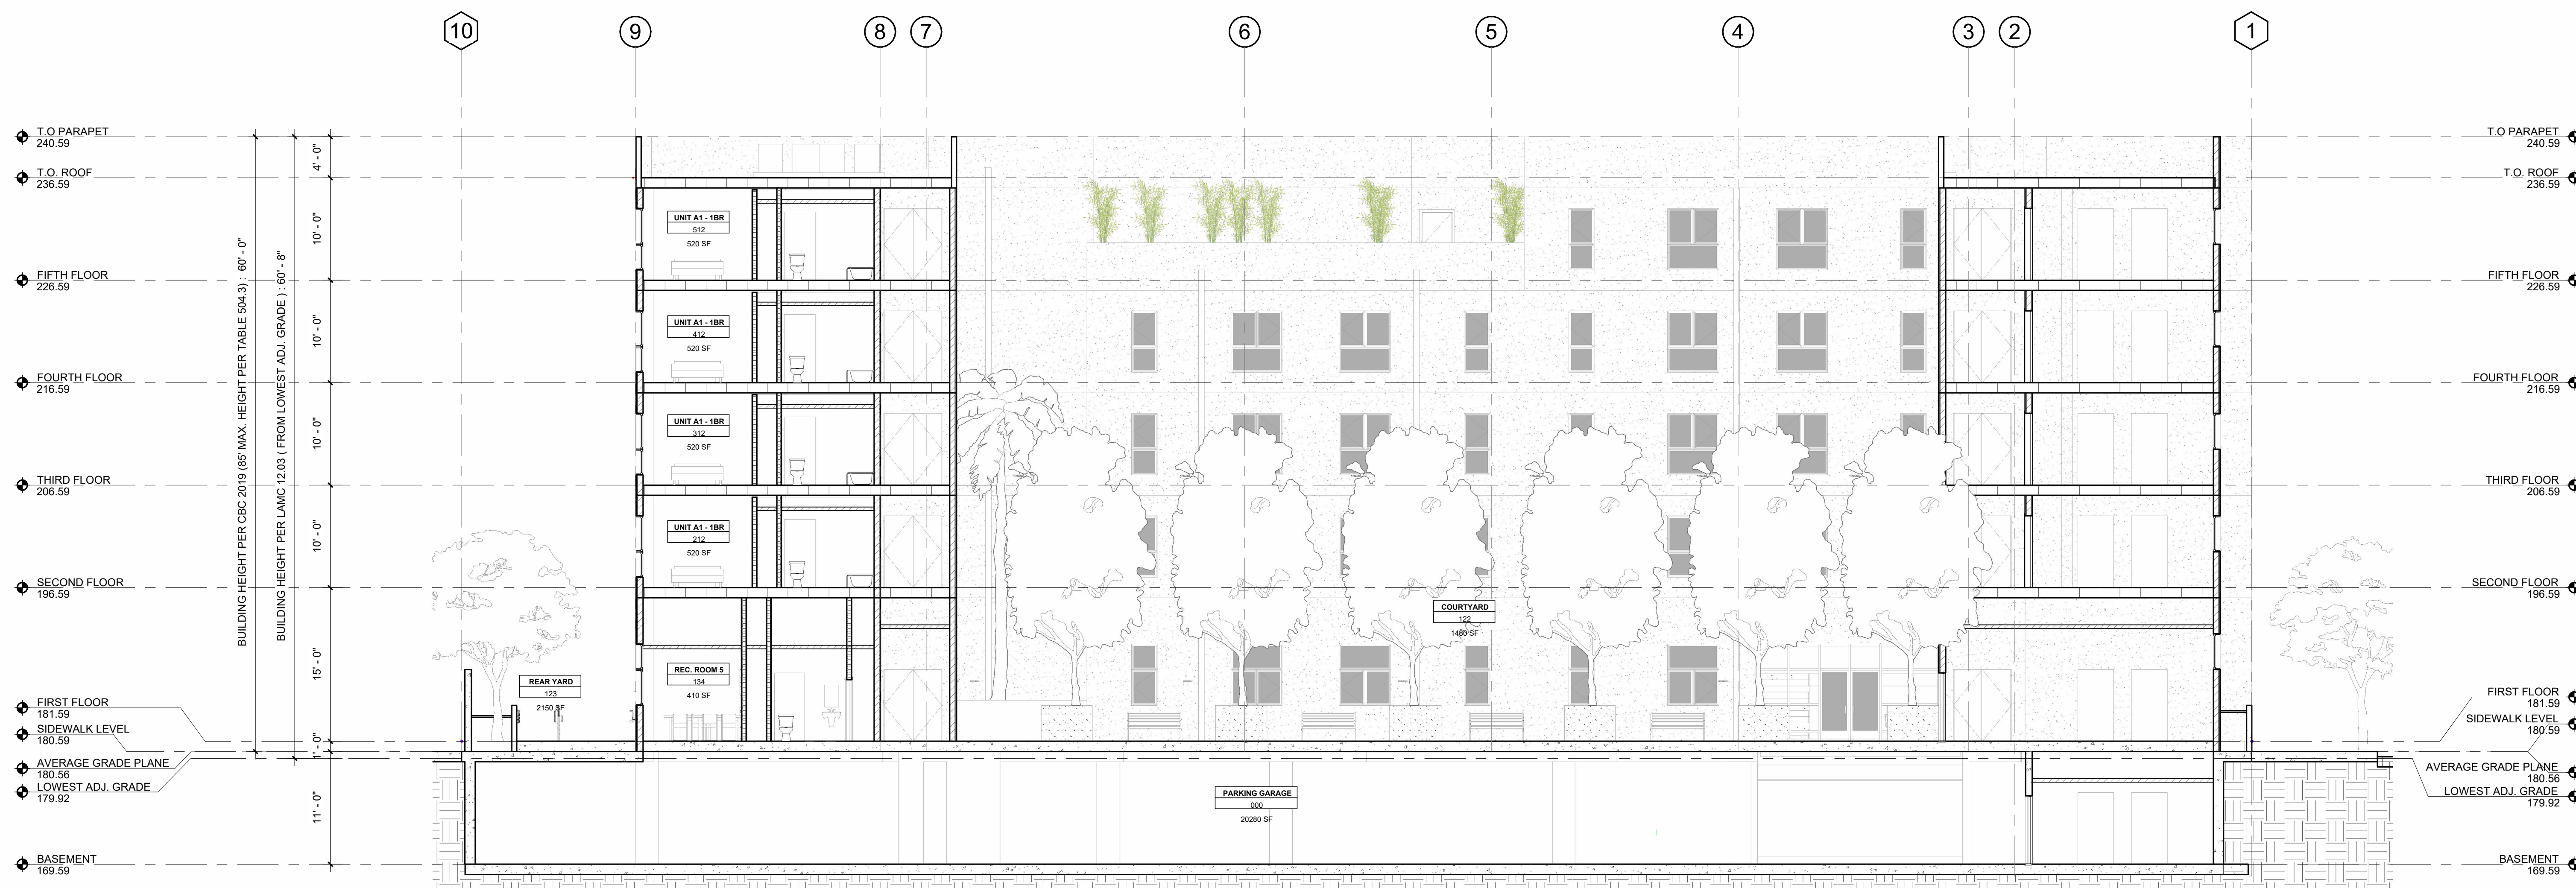 10
9
8
7
6
5
4
3
2
1
T.O PARAPET
240.59
T.O. ROOF
236.59
FIFTH FLOOR
226.59
FOURTH FLOOR
216.59
THIRD FLOOR
206.59
SECOND FLOOR
196.59
FIRST FLOOR
181.59
SIDEWALK LEVEL
180.59
AVERAGE GRADE PLANE
180.56
LOWEST ADJ. GRADE
179.92
BASEMENT
169.59
BUILDING HEIGHT PER CBC 2019 (85' MAX. HEIGHT PER TABLE 504.3) : 60' - 0"
BUILDING HEIGHT PER LAMC 12.03 ( FROM LOWEST ADJ. GRADE ) : 60' - 8"
4' - 0"
10' - 0"
10' - 0"
10' - 0"
10' - 0"
15' - 0"
1' - 0"
11' - 0"
UNIT A1 - 1BR
512
520 SF
UNIT A1 - 1BR
412
520 SF
UNIT A1 - 1BR
312
520 SF
UNIT A1 - 1BR
212
520 SF
REC. ROOM 5
134
410 SF
REAR YARD
123
2150 SF
COURTYARD
122
1460 SF
PARKING GARAGE
000
20280 SF
T.O PARAPET
240.59
T.O. ROOF
236.59
FIFTH FLOOR
226.59
FOURTH FLOOR
216.59
THIRD FLOOR
206.59
SECOND FLOOR
196.59
FIRST FLOOR
181.59
SIDEWALK LEVEL
180.59
AVERAGE GRADE PLANE
180.56
LOWEST ADJ. GRADE
179.92
BASEMENT
169.59